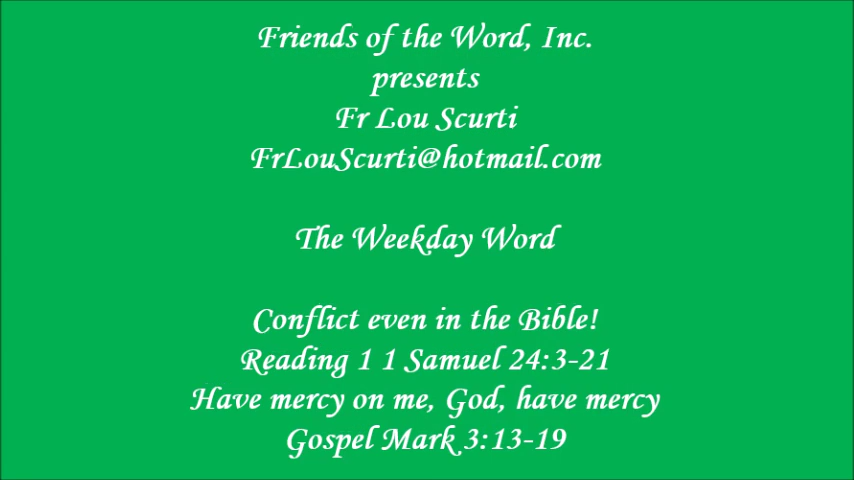 Friends of the Word, Inc.
presents
Fr Lou Scurti
FrLouScurti@hotmail.com
The Weekday Word
Conflict even in the Bible!
Reading 1 1 Samuel 24:3-21
Have mercy on me, God, have mercy
Gospel Mark 3:13-19